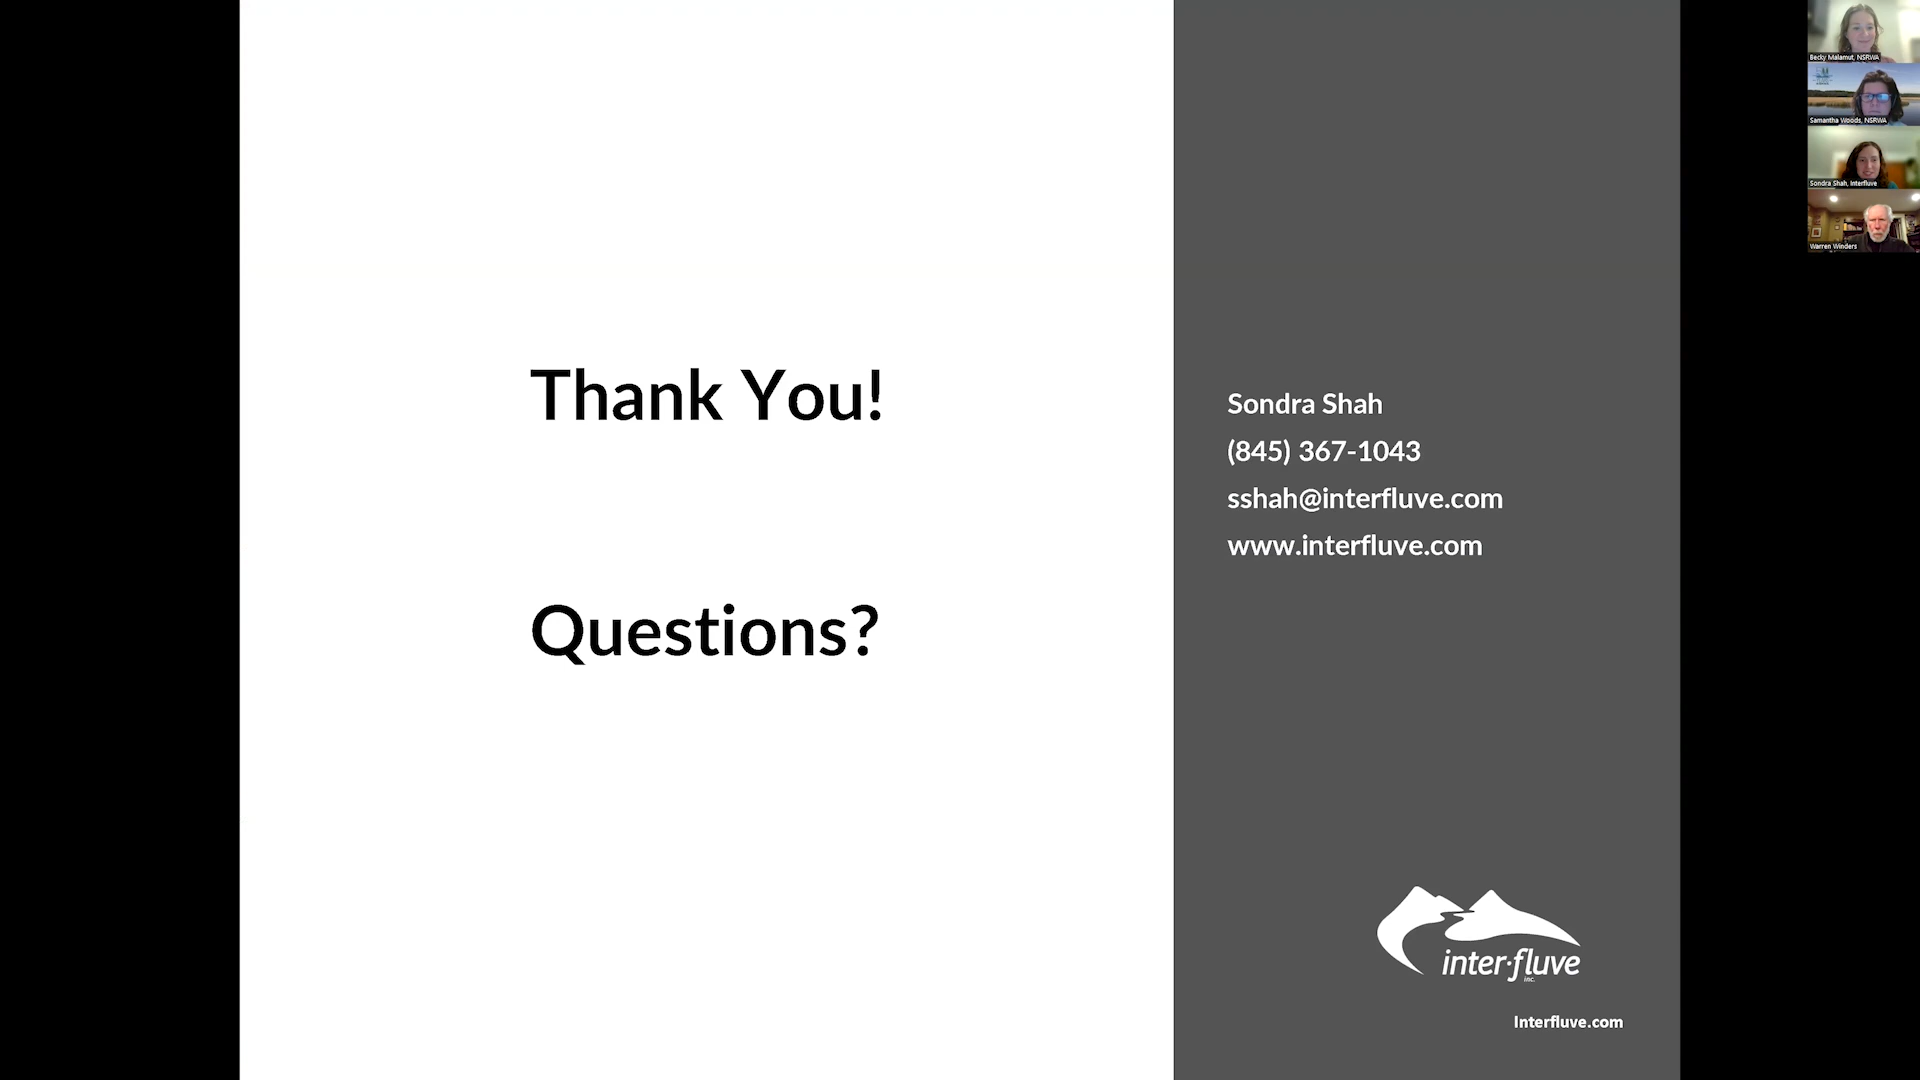 Thank You!
Questions?
Sondra Shah
(845) 367-1043
sshah@interfluve.com
www.interfluve.com
inter·fluve
inc.
Interfluve.com
Becky Malamut, NSRWA
Samantha Woods, NSRWA
Sondra Shah, Interfluve
Warren Winders